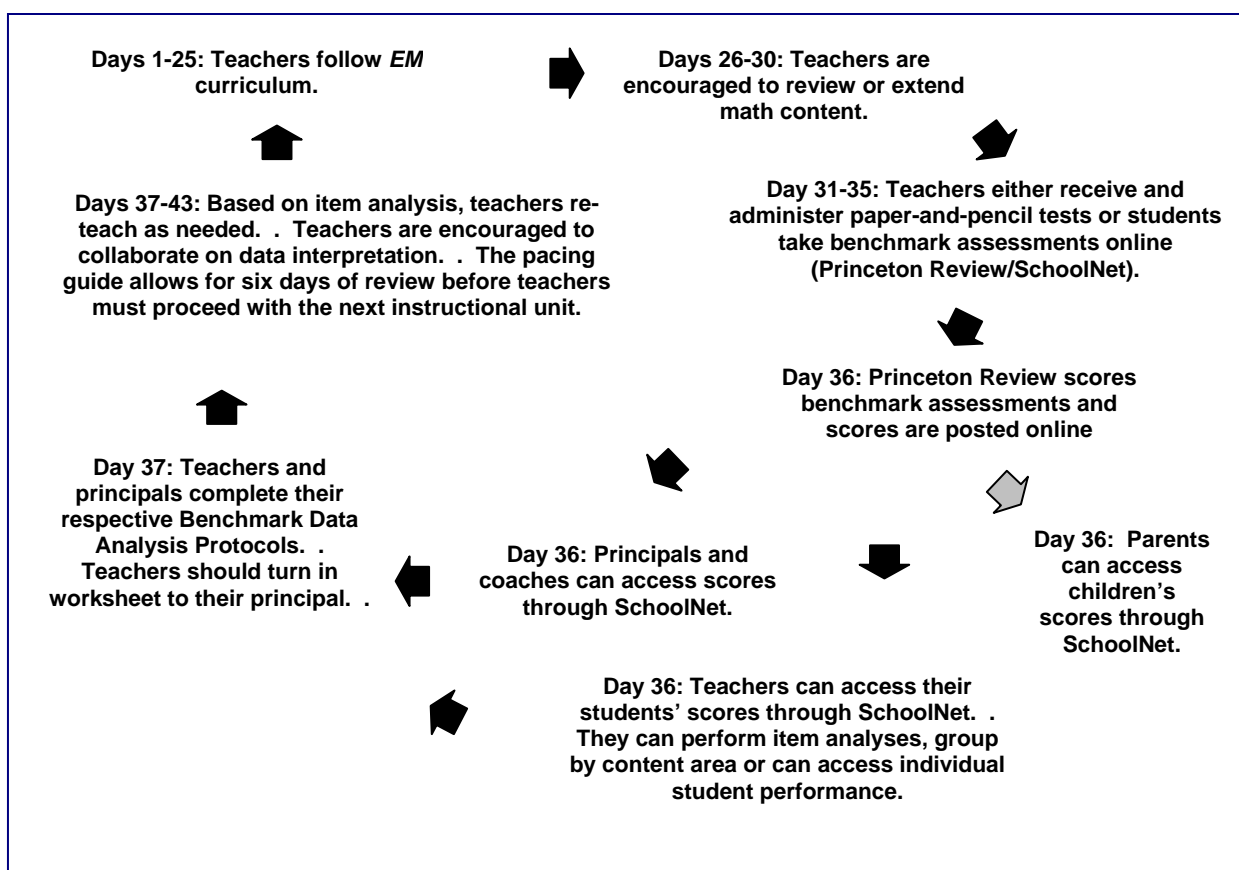 Days 1-25: Teachers follow EM
curriculum.
Days 26-30: Teachers are
encouraged to review or extend
math content.
Day 31-35: Teachers either receive and
administer paper-and-pencil tests or students
take benchmark assessments online
(Princeton Review/SchoolNet).
Day 36: Princeton Review scores
benchmark assessments and
scores are posted online
Day 36:  Parents
can access
children’s
scores through
SchoolNet.
Day 36: Principals and
coaches can access scores
through SchoolNet.
Day 36: Teachers can access their
students’ scores through SchoolNet. .
They can perform item analyses, group
by content area or can access individual
student performance.
Day 37: Teachers and
principals complete their
respective Benchmark Data
Analysis Protocols. .
Teachers should turn in
worksheet to their principal. .
Days 37-43: Based on item analysis, teachers re-
teach as needed. .  Teachers are encouraged to
collaborate on data interpretation. .  The pacing
guide allows for six days of review before teachers
must proceed with the next instructional unit.